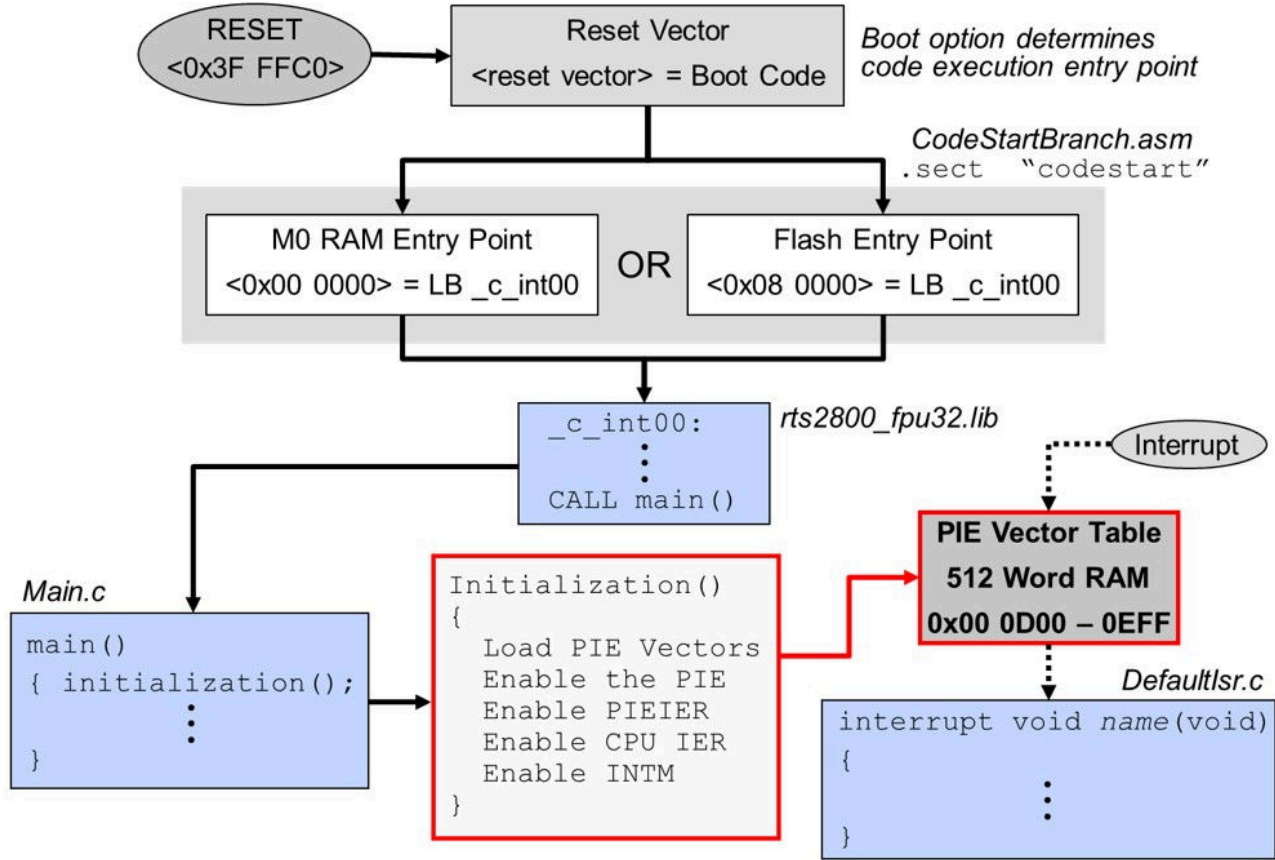 RESET
<0x3F FFC0>
Reset Vector
<reset vector> = Boot Code
Boot option determines
code execution entry point
CodeStartBranch.asm
.sect “codestart”
M0 RAM Entry Point
<0x00 0000> = LB _c_int00
OR
Flash Entry Point
<0x08 0000> = LB _c_int00
_c_int00:
CALL main()
rts2800_fpu32.lib
Interrupt
PIE Vector Table
512 Word RAM
0x00 0D00 – 0EFF
Main.c
main()
{ initialization();
}
Initialization()
{
Load PIE Vectors
Enable the PIE
Enable PIEIER
Enable CPU IER
Enable INTM
}
DefaultIsr.c
interrupt void name(void)
{
}